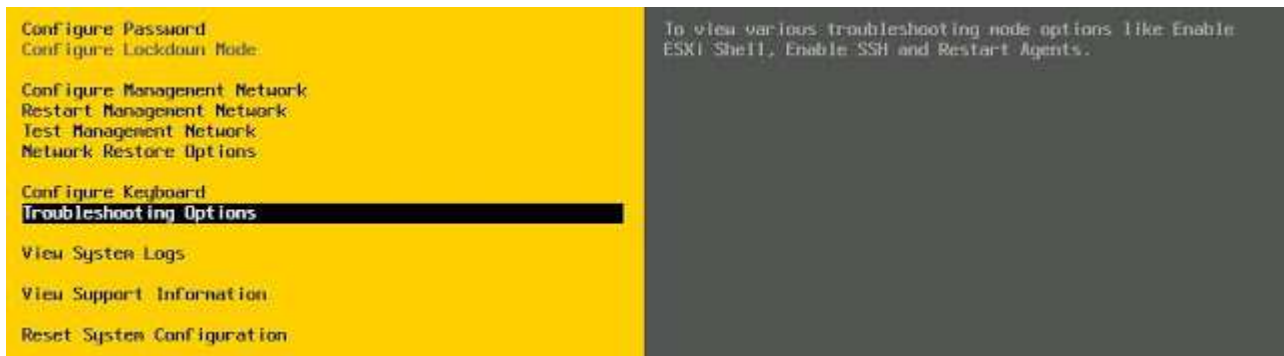 Configure Password
Configure Lockdown Mode
Configure Management Network
Restart Management Network
Test Management Network
Network Restore Options
Configure Keyboard
Troubleshooting Options
View System Logs
View Support Information
Reset System Configuration
To view various troubleshooting mode options like Enable
ESXi Shell, Enable SSH and Restart Agents.